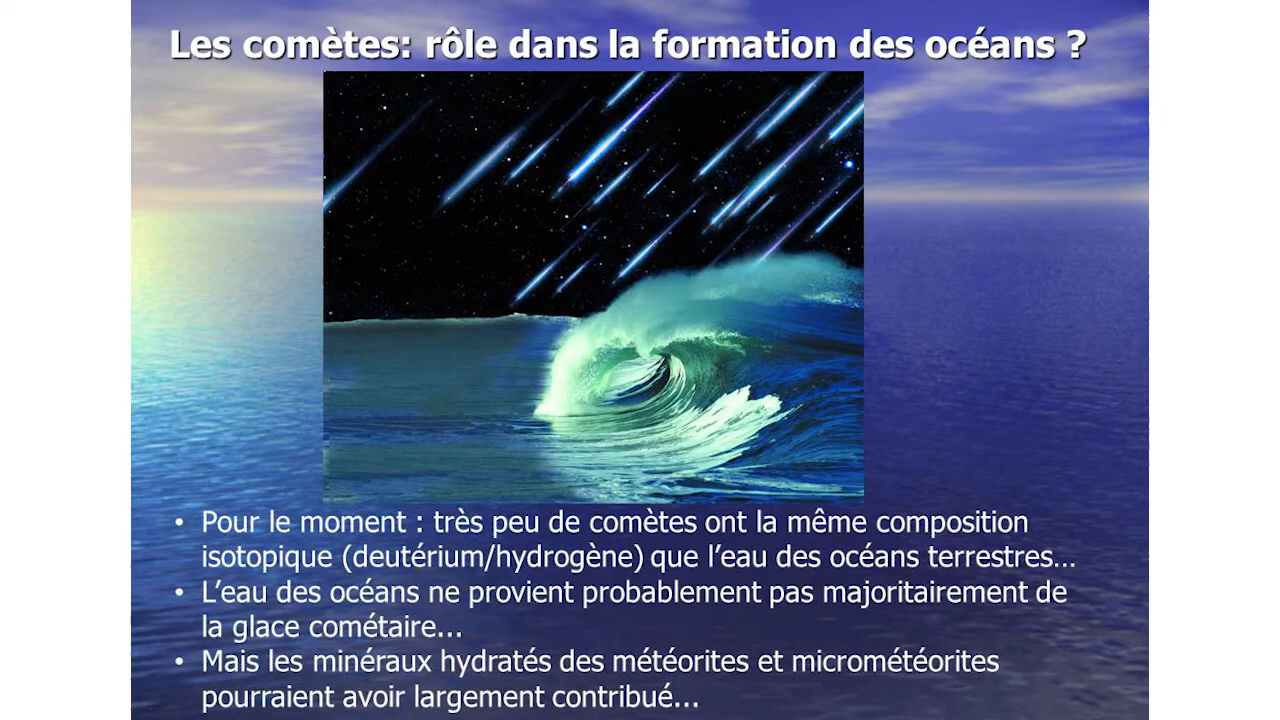 Les comètes: rôle dans la formation des océans ?
• Pour le moment : très peu de comètes ont la même composition
isotopique (deutérium/hydrogène) que l’eau des océans terrestres…
• L’eau des océans ne provient probablement pas majoritairement de
la glace cométaire...
• Mais les minéraux hydratés des météorites et micrométéorites
pourraient avoir largement contribué...